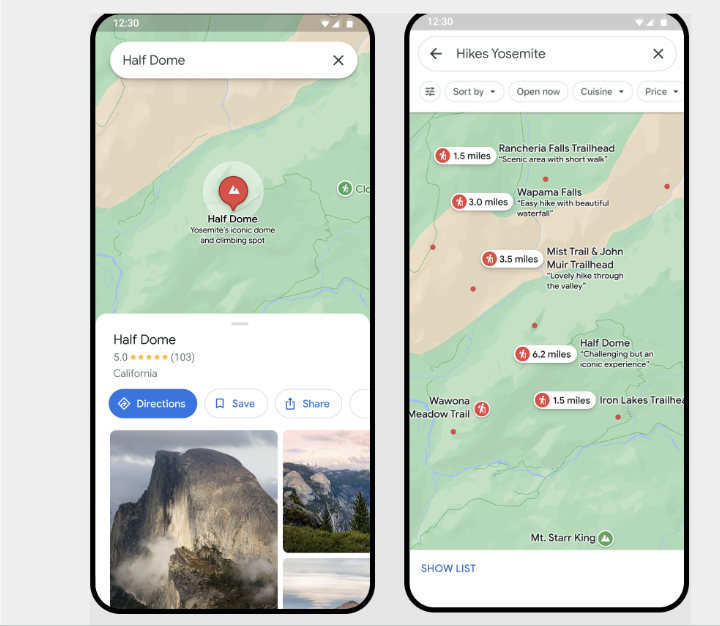 12:30
Half Dome
Clo
Half Dome
Yosemite's iconic dome
and climbing spot
Half Dome
5.0 ★★★★★ (103)
California
Directions
Save
Share
12:30
Hikes Yosemite
Sort by
Open now
Cuisine
Price
1.5 miles
Rancheria Falls Trailhead
"Scenic area with short walk"
3.0 miles
Wapama Falls
"Easy hike with beautiful
waterfall"
3.5 miles
Mist Trail & John
Muir Trailhead
"Lovely hike through
the valley"
6.2 miles
Half Dome
"Challenging but an
iconic experience"
Wawona
Meadow Trail
1.5 miles
Iron Lakes Trailhea
Mt. Starr King
SHOW LIST